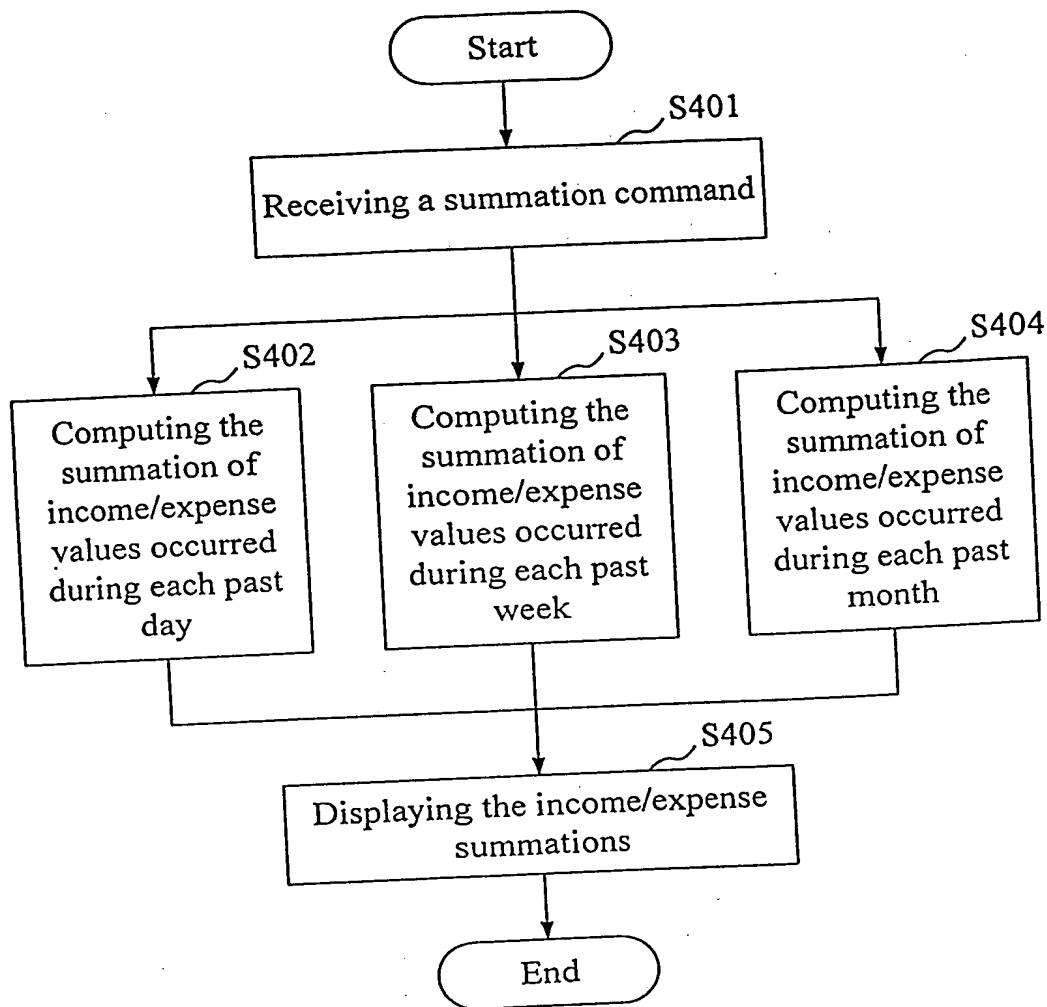 Start
S401
Receiving a summation command
S402
Computing the
summation of
income/expense
values occurred
during each past
day
S403
Computing the
summation of
income/expense
values occurred
during each past
week
S404
Computing the
summation of
income/expense
values occurred
during each past
month
S405
Displaying the income/expense
summations
End